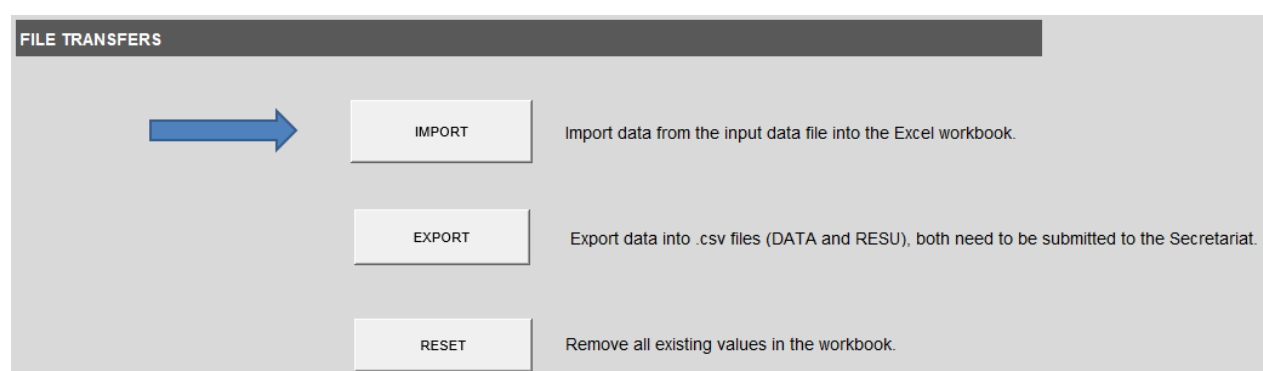 FILE TRANSFERS
IMPORT Import data from the input data file into the Excel workbook.
EXPORT Export data into .csv files (DATA and RESU), both need to be submitted to the Secretariat.
RESET Remove all existing values in the workbook.